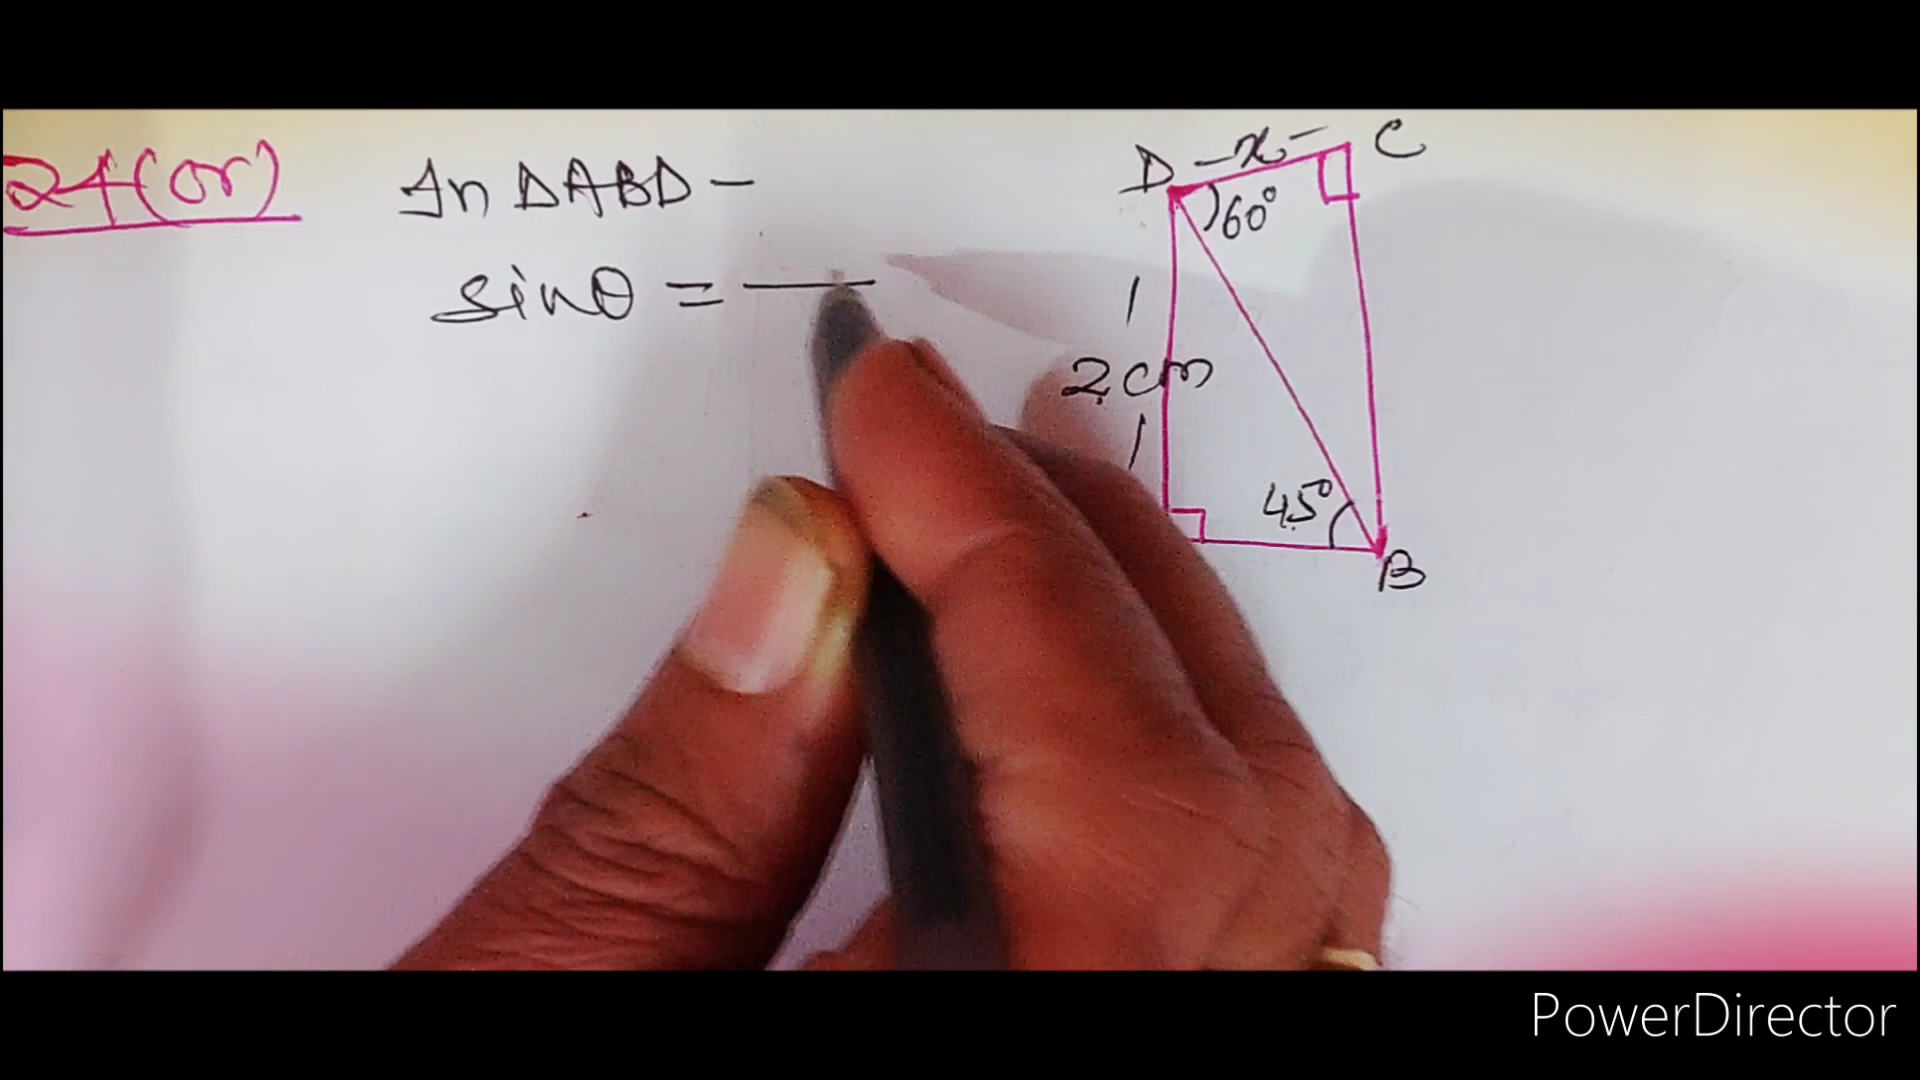 24(or)
In ΔABD -
sinθ =
D -x- C
60°
2cm
45°
B
PowerDirector